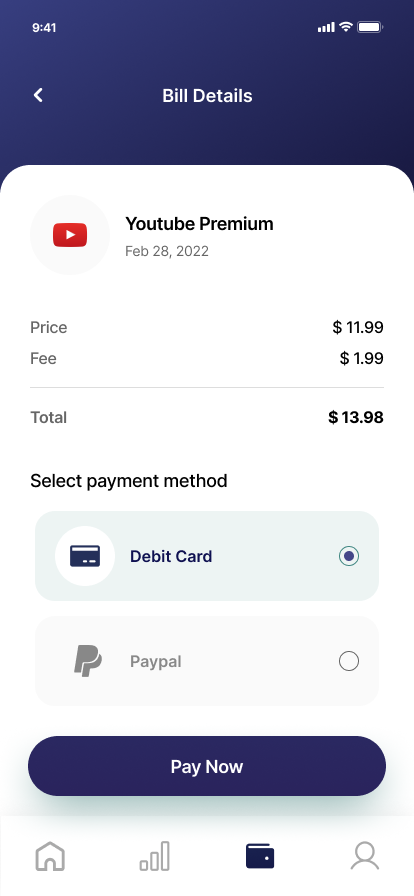 9:41
Bill Details
Youtube Premium
Feb 28, 2022
Price $ 11.99
Fee $ 1.99
Total $ 13.98
Select payment method
Debit Card
Paypal
Pay Now